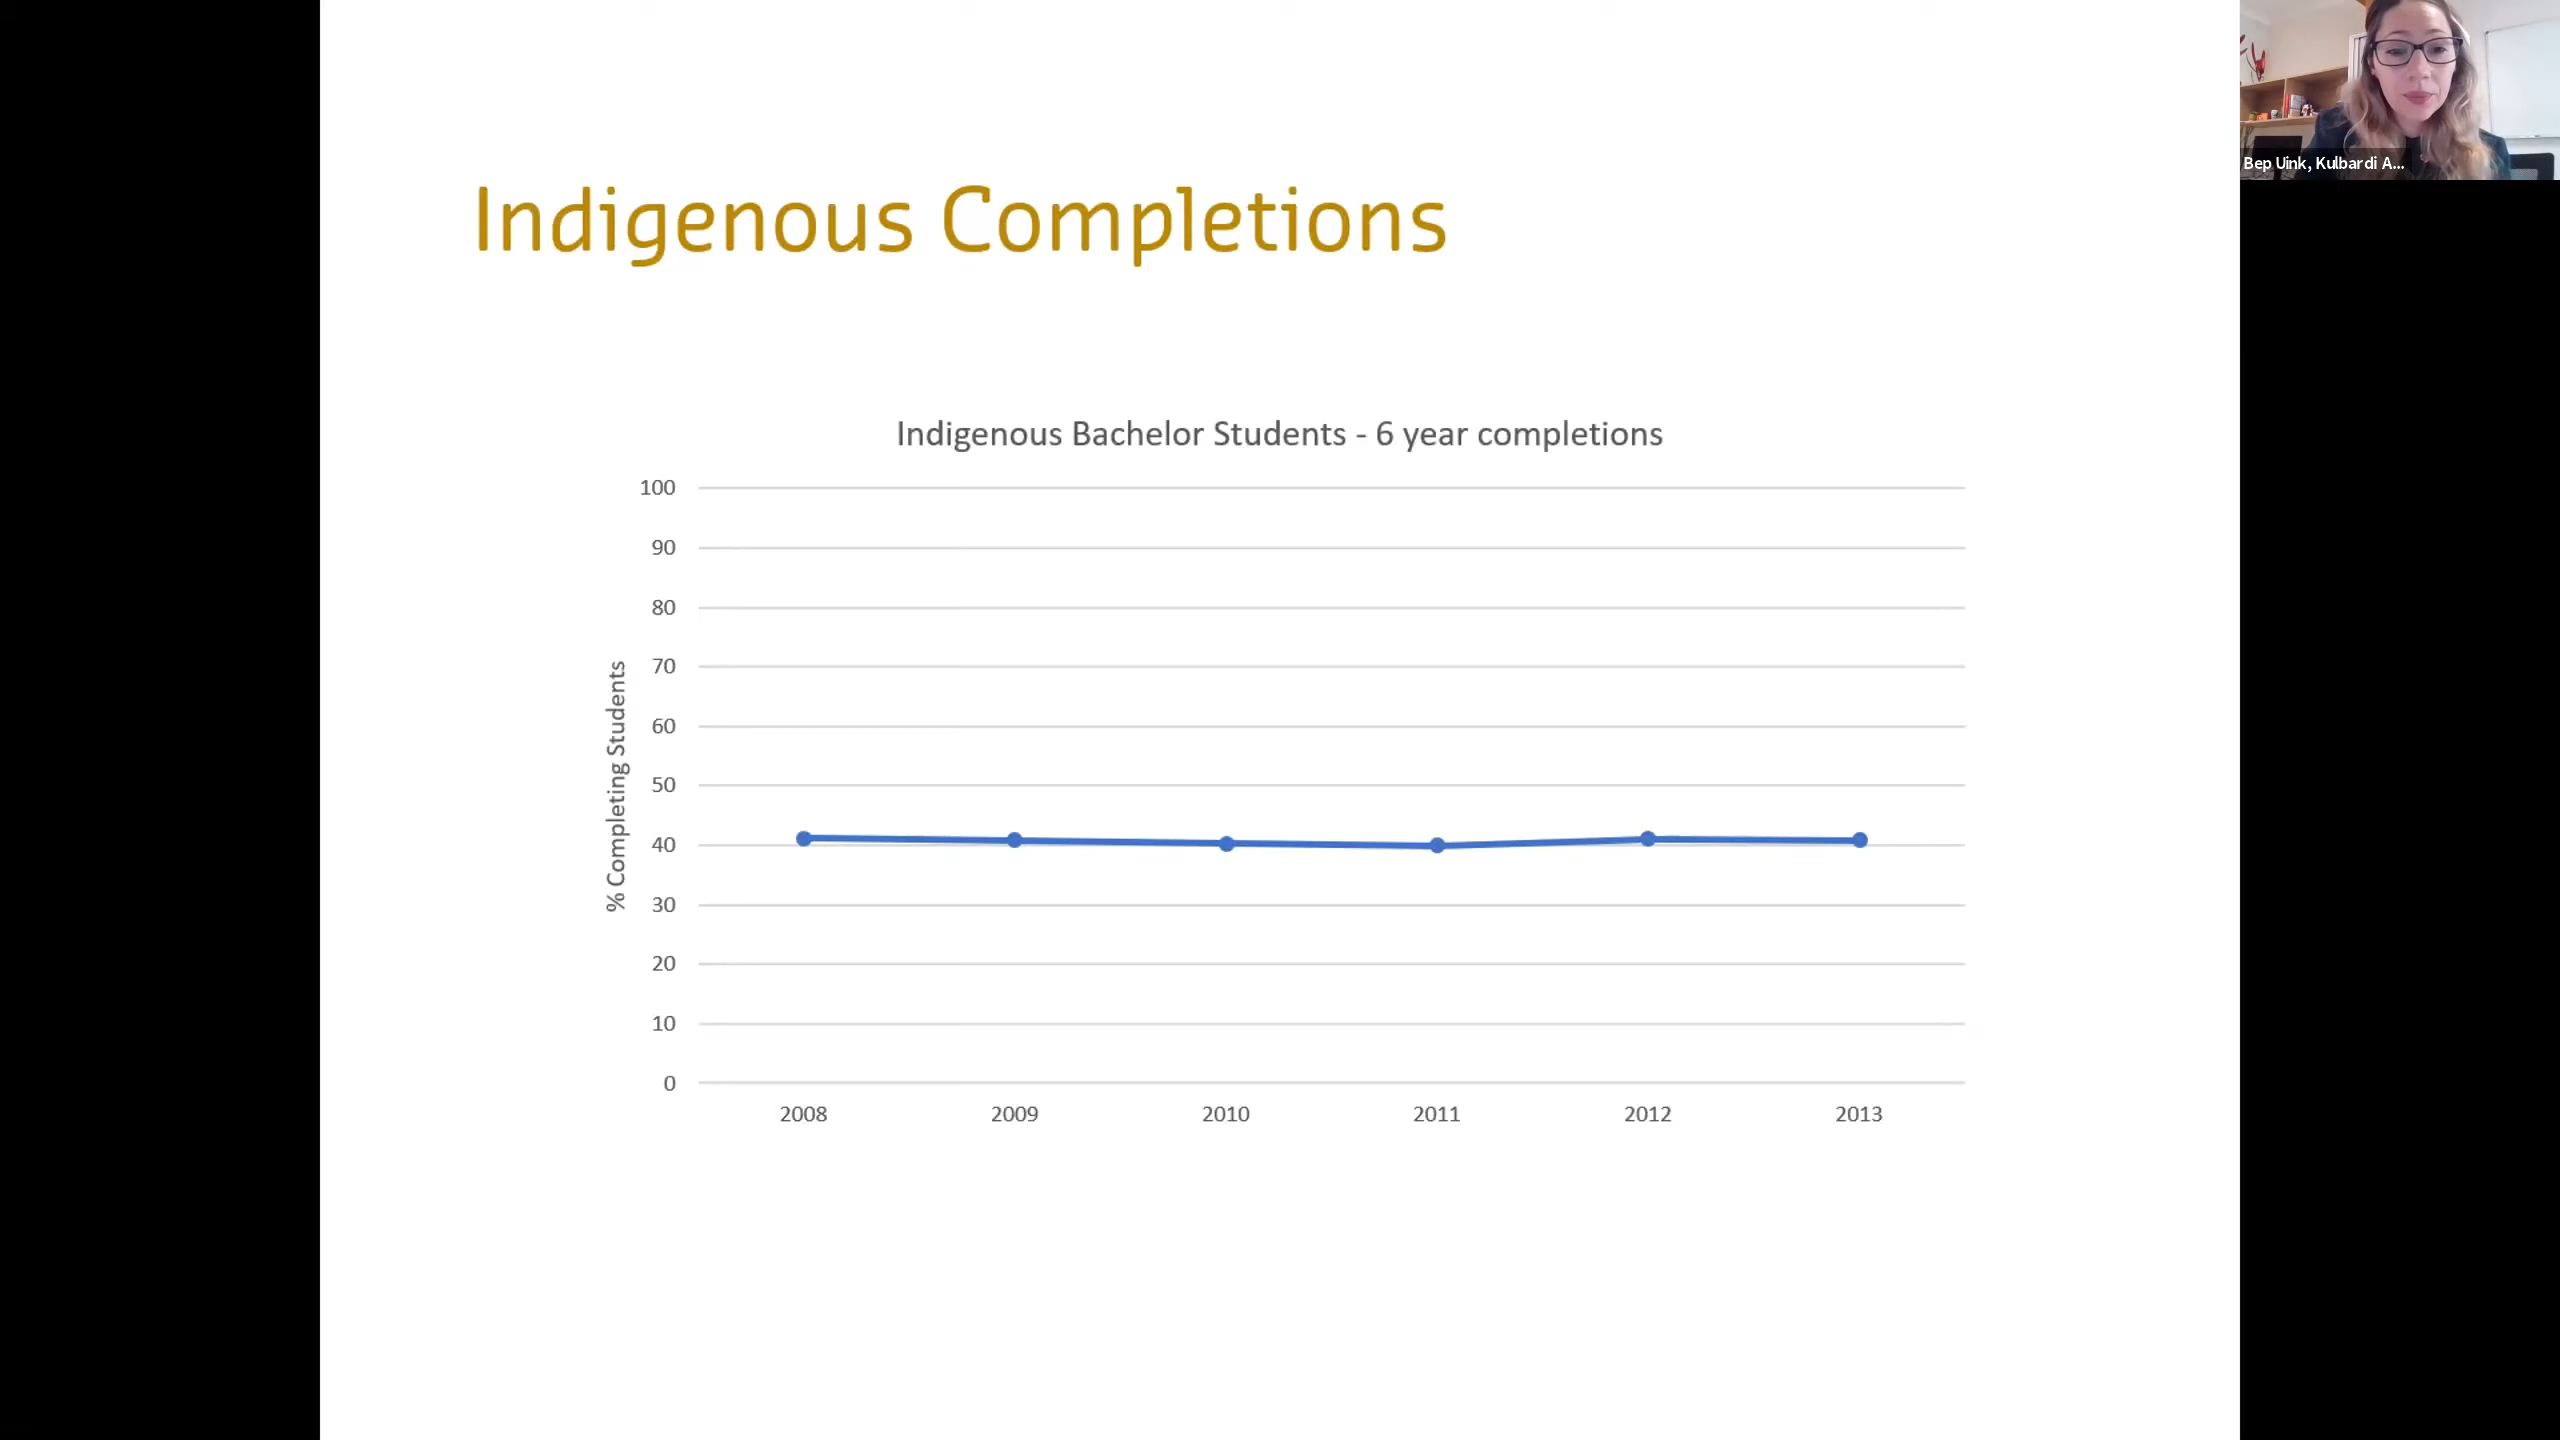 Indigenous Completions
Bep Uink, Kulbardi A...
Indigenous Bachelor Students - 6 year completions
% Completing Students
100
90
80
70
60
50
40
30
20
10
0
2008 2009 2010 2011 2012 2013